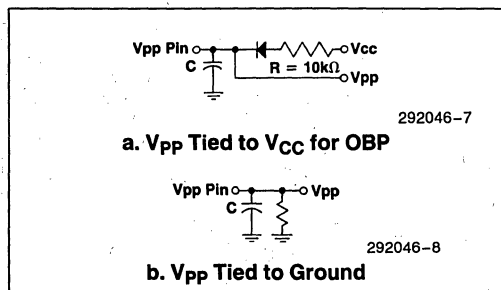 Vpp Pin Vcc
C R = 10kΩ Vpp
292046–7
a. VPP Tied to VCC for OBP
Vpp Pin Vpp
C
292046–8
b. VPP Tied to Ground